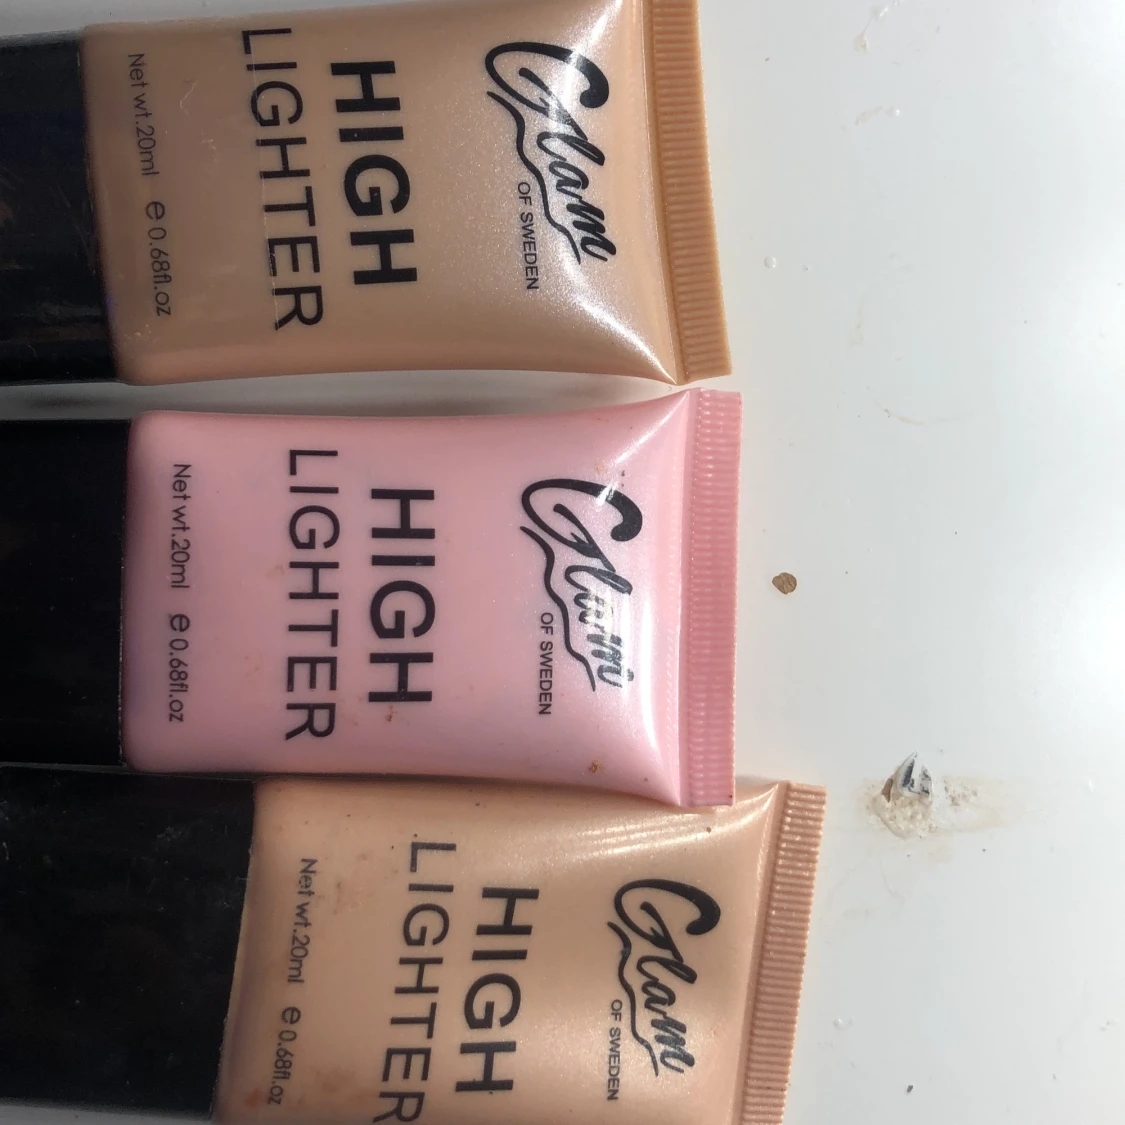 Glam
OF SWEDEN
HIGH
LIGHTER
Net wt.20ml e 0.68fl.oz
Glam
OF SWEDEN
HIGH
LIGHTER
Net wt.20ml e 0.68fl.oz
Glam
OF SWEDEN
HIGH
LIGHTER
Net wt.20ml e 0.68fl.oz